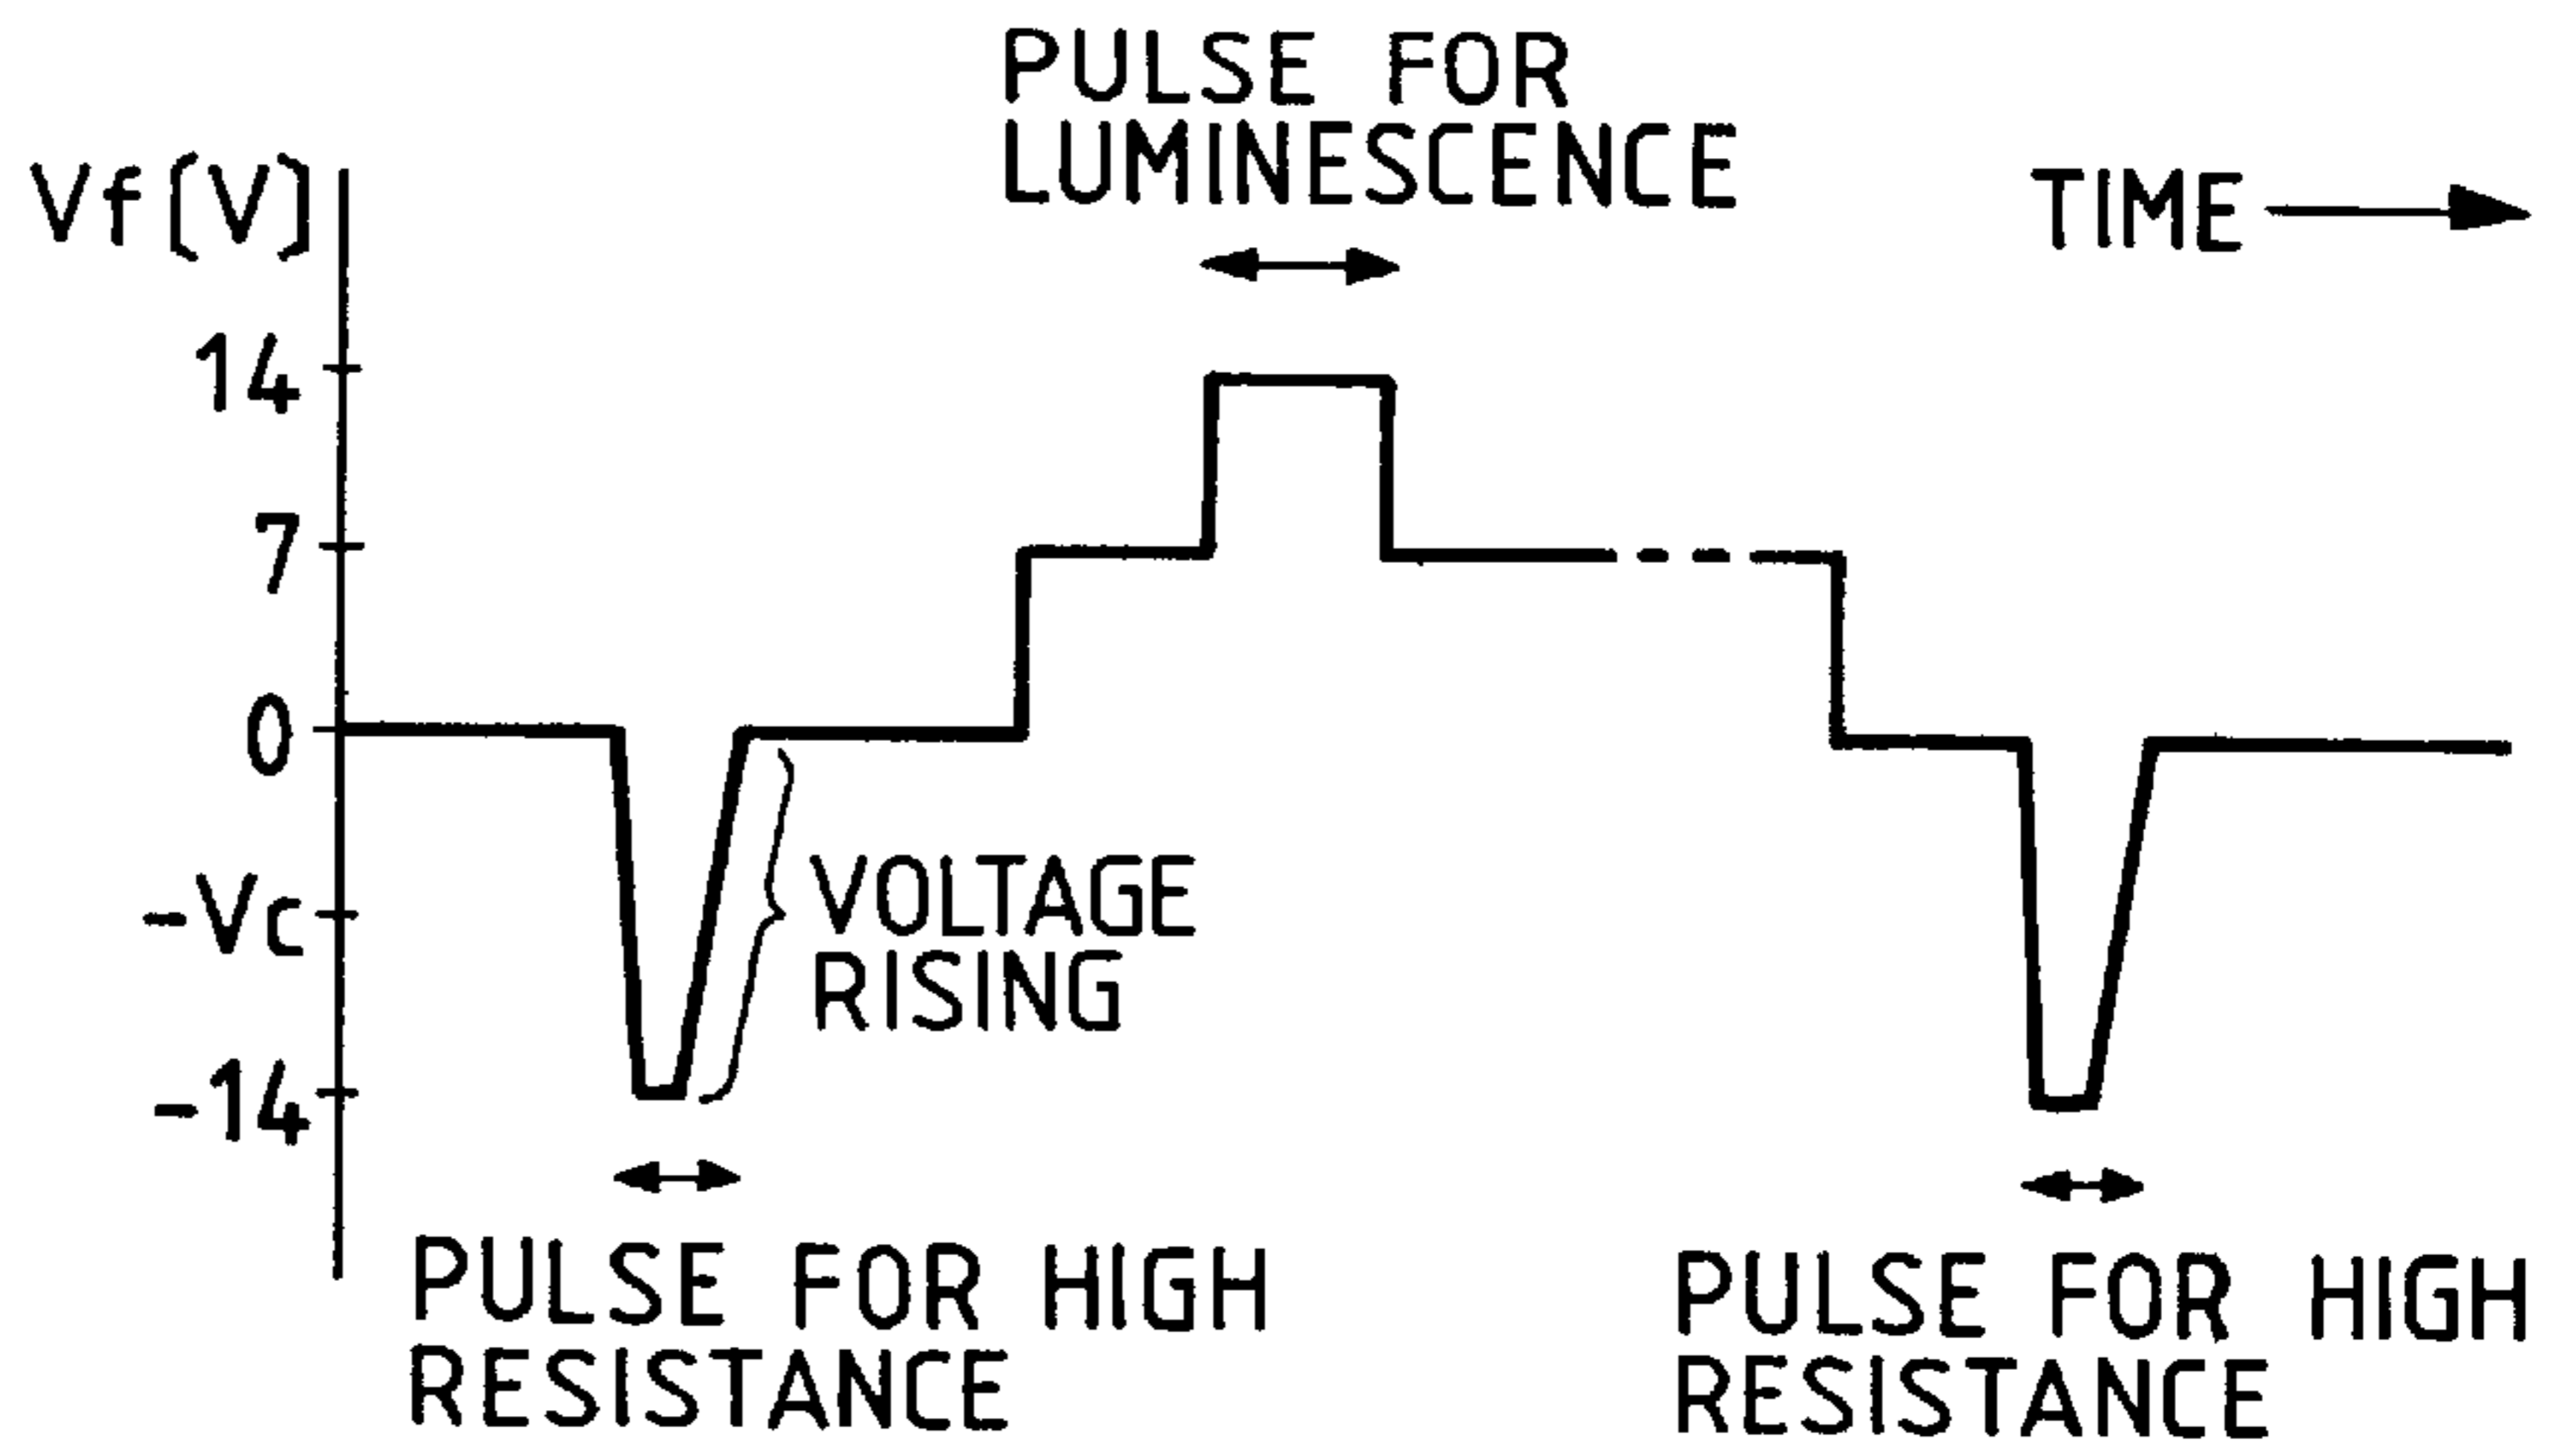 PULSE FOR
LUMINESCENCE
Vf(V)
TIME
14
7
0
-Vc
-14
VOLTAGE
RISING
PULSE FOR HIGH
RESISTANCE
PULSE FOR HIGH
RESISTANCE